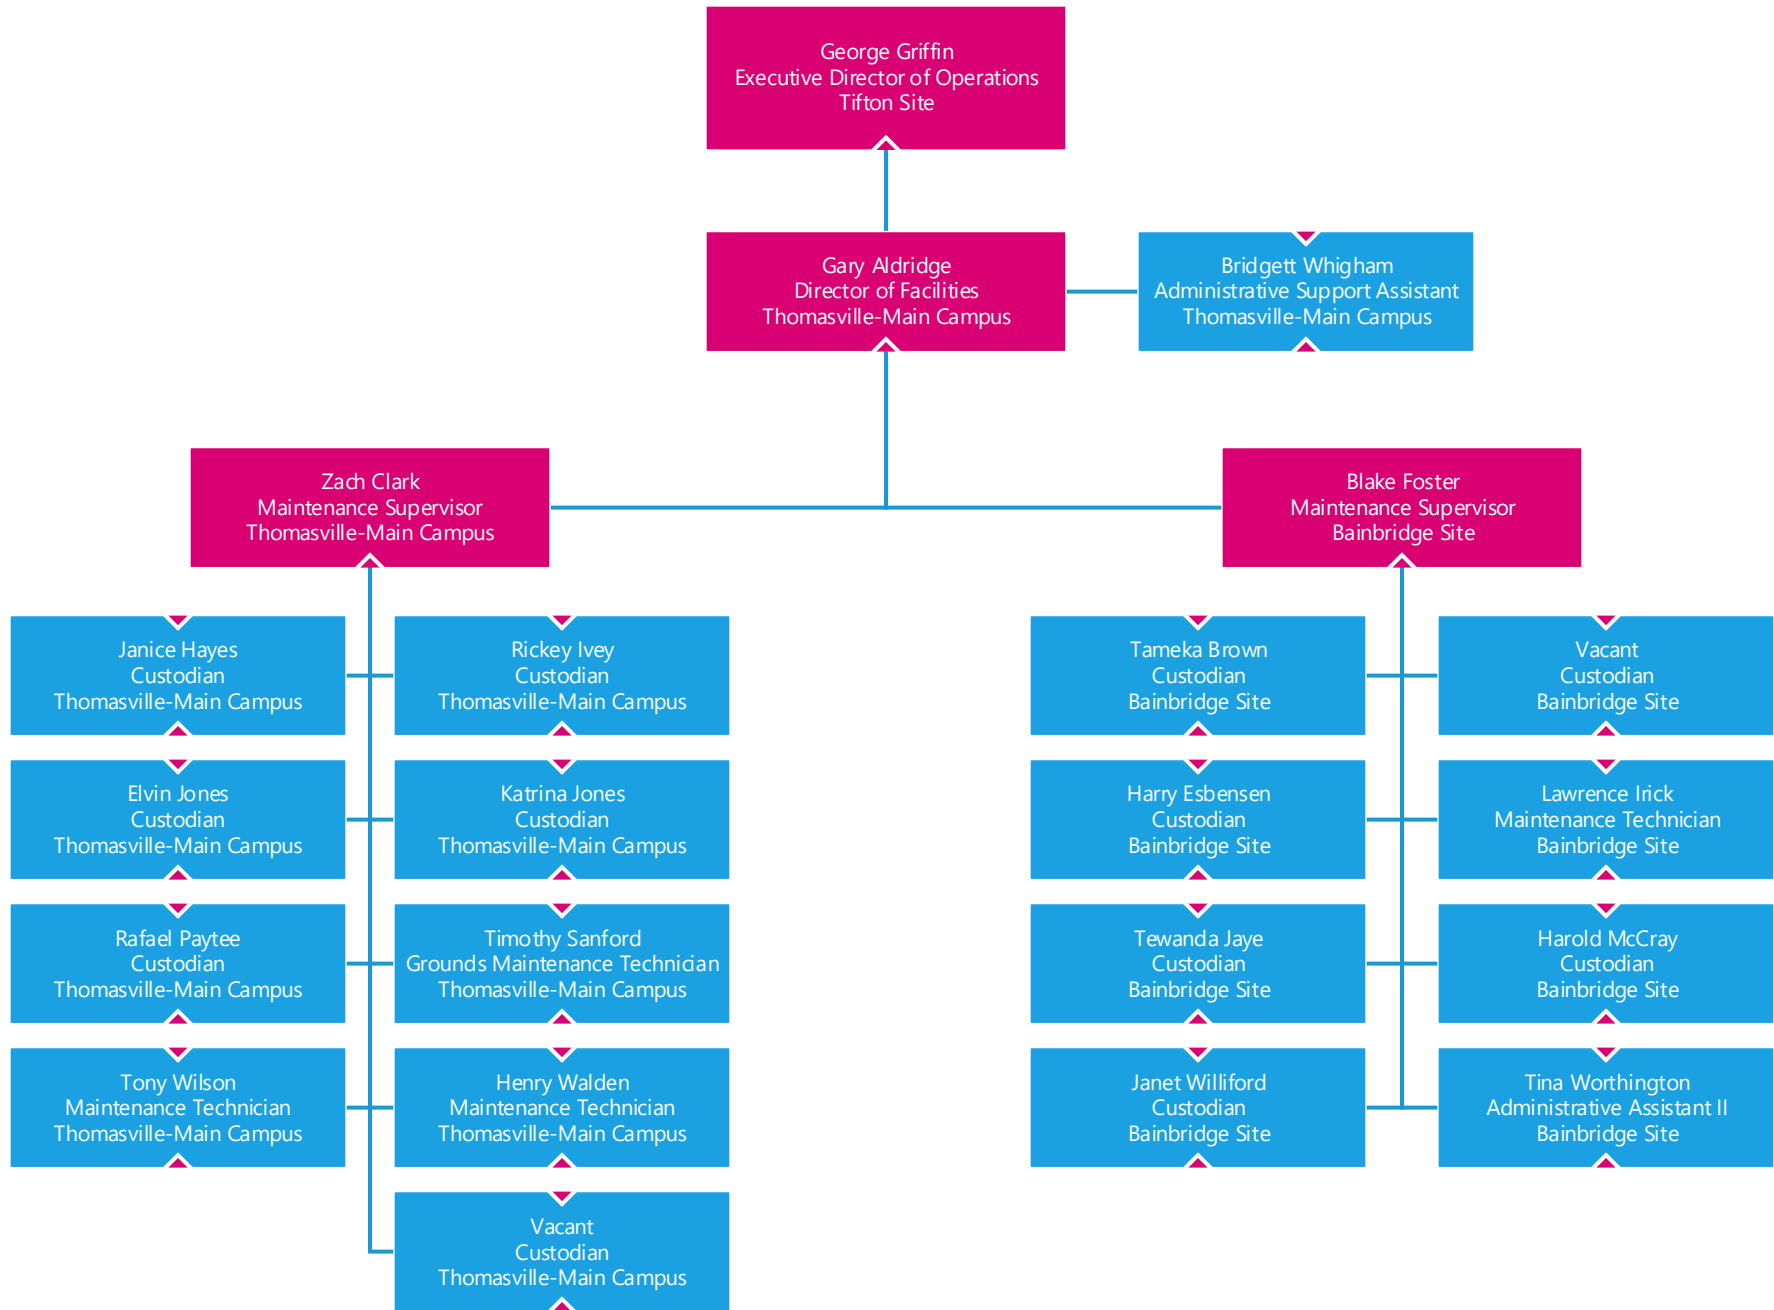 George Griffin
Executive Director of Operations
Tifton Site
Gary Aldridge
Director of Facilities
Thomasville-Main Campus
Bridgett Whigham
Administrative Support Assistant
Thomasville-Main Campus
Zach Clark
Maintenance Supervisor
Thomasville-Main Campus
Blake Foster
Maintenance Supervisor
Bainbridge Site
Janice Hayes
Custodian
Thomasville-Main Campus
Rickey Ivey
Custodian
Thomasville-Main Campus
Tameka Brown
Custodian
Bainbridge Site
Vacant
Custodian
Bainbridge Site
Elvin Jones
Custodian
Thomasville-Main Campus
Katrina Jones
Custodian
Thomasville-Main Campus
Harry Esbensen
Custodian
Bainbridge Site
Lawrence Irick
Maintenance Technician
Bainbridge Site
Rafael Paytee
Custodian
Thomasville-Main Campus
Timothy Sanford
Grounds Maintenance Technician
Thomasville-Main Campus
Tewanda Jaye
Custodian
Bainbridge Site
Harold McCray
Custodian
Bainbridge Site
Tony Wilson
Maintenance Technician
Thomasville-Main Campus
Henry Walden
Maintenance Technician
Thomasville-Main Campus
Janet Williford
Custodian
Bainbridge Site
Tina Worthington
Administrative Assistant II
Bainbridge Site
Vacant
Custodian
Thomasville-Main Campus